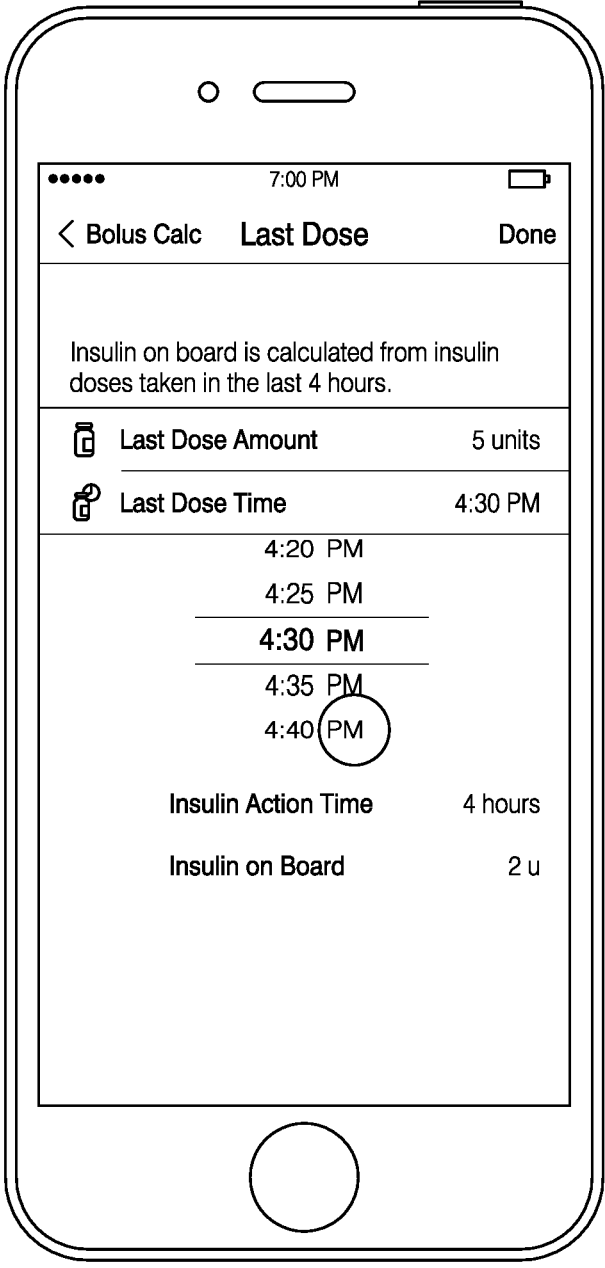 7:00 PM
Bolus Calc Last Dose Done
Insulin on board is calculated from insulin
doses taken in the last 4 hours.
Last Dose Amount 5 units
Last Dose Time 4:30 PM
4:20 PM
4:25 PM
4:30 PM
4:35 PM
4:40 PM
Insulin Action Time 4 hours
Insulin on Board 2 u